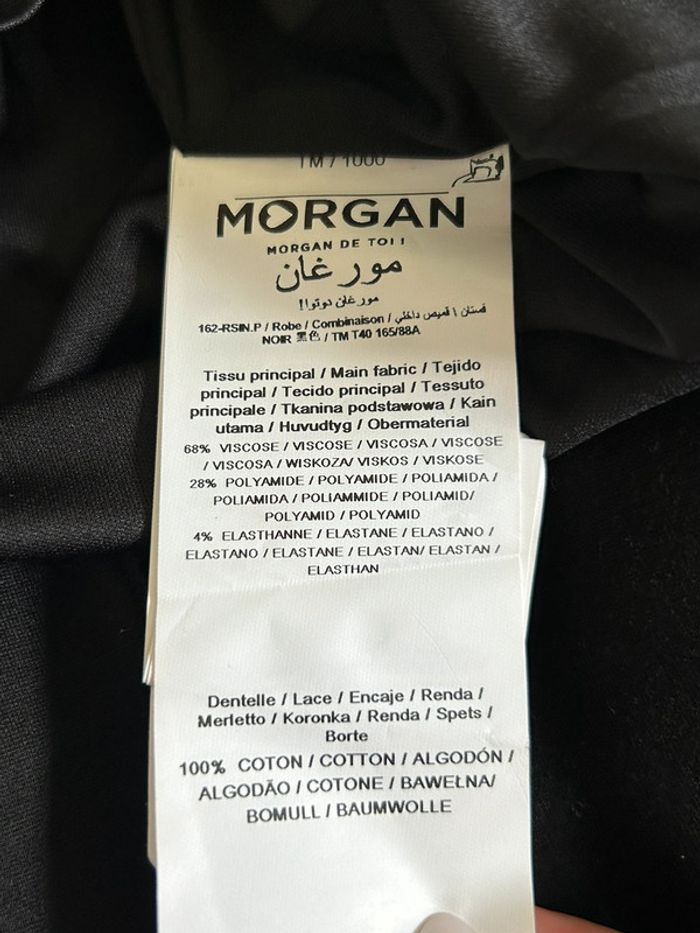 TM / 1000
MORGAN
MORGAN DE TOI !
مورغان
مورغان دوتوا!
162-RSIN.P / Robe / Combinaison / فستان \ قميص داخلي
NOIR 黑色 / TM T40 165/88A
Tissu principal / Main fabric / Tejido
principal / Tecido principal / Tessuto
principale / Tkanina podstawowa / Kain
utama / Huvudtyg / Obermaterial
68% VISCOSE / VISCOSE / VISCOSA / VISCOSE
/ VISCOSA / WISKOZA/ VISKOS / VISKOSE
28% POLYAMIDE / POLYAMIDE / POLIAMIDA /
POLIAMIDA / POLIAMMIDE / POLIAMID/
POLYAMID / POLYAMID
4% ELASTHANNE / ELASTANE / ELASTANO /
ELASTANO / ELASTANE / ELASTAN/ ELASTAN /
ELASTHAN
Dentelle / Lace / Encaje / Renda /
Merletto / Koronka / Renda / Spets /
Borte
100% COTON / COTTON / ALGODÓN /
ALGODÃO / COTONE / BAWEŁNA/
BOMULL / BAUMWOLLE